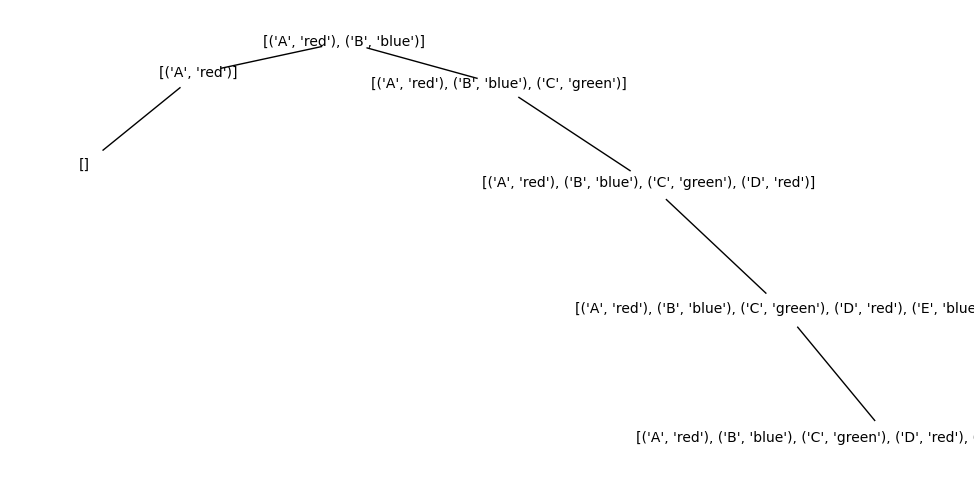 [('A', 'red'), ('B', 'blue')]
[('A', 'red')]
[('A', 'red'), ('B', 'blue'), ('C', 'green')]
[]
[('A', 'red'), ('B', 'blue'), ('C', 'green'), ('D', 'red')]
[('A', 'red'), ('B', 'blue'), ('C', 'green'), ('D', 'red'), ('E', 'blue
[('A', 'red'), ('B', 'blue'), ('C', 'green'), ('D', 'red'),